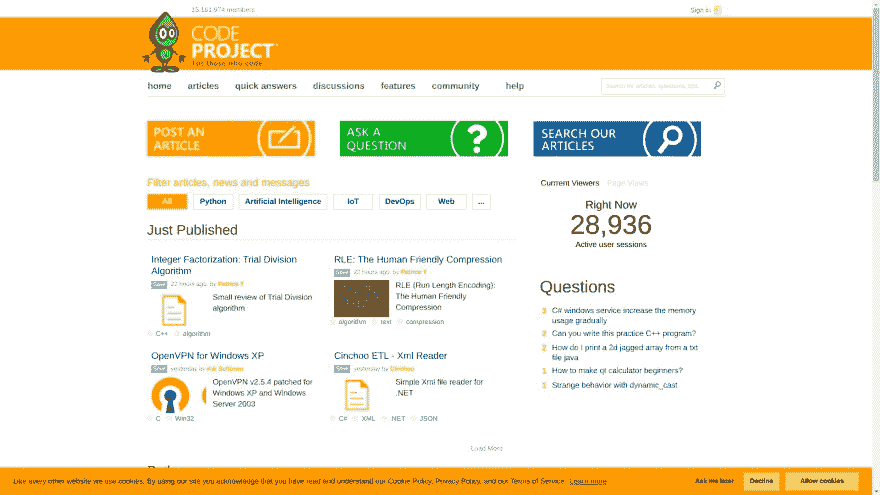 15,151,974 members
Sign in
CODE
PROJECT
For those who code
home articles quick answers discussions features community help
Search for articles, questions, tips
POST AN
ARTICLE
ASK A
QUESTION
SEARCH OUR
ARTICLES
Filter articles, news and messages
All Python Artificial Intelligence IoT DevOps Web ...
Just Published
Integer Factorization: Trial Division
Algorithm
22 hours ago by Patrice T
Small review of Trial Division
algorithm
C++ algorithm
RLE: The Human Friendly Compression
22 hours ago by Patrice T
RLE (Run Length Encoding):
The Human Friendly
Compression
algorithm text compression
OpenVPN for Windows XP
yesterday by
OpenVPN v2.5.4 patched for
Windows XP and Windows
Server 2003
C Win32
Cinchoo ETL - Xml Reader
yesterday by Cinchoo
Simple Xml file reader for
.NET
C# XML .NET JSON
Load More
Current Viewers Page Views
Right Now
28,936
Active user sessions
Questions
3 C# windows service increase the memory
usage gradually
2 Can you write this practice C++ program?
2 How do I print a 2d jagged array from a txt
file java
1 How to make qt calculator beginners?
1 Strange behavior with dynamic_cast
Like every other website we use cookies. By using our site you acknowledge that you have read and understand our Cookie Policy, Privacy Policy, and our Terms of Service. Learn more
Ask me later Decline Allow cookies